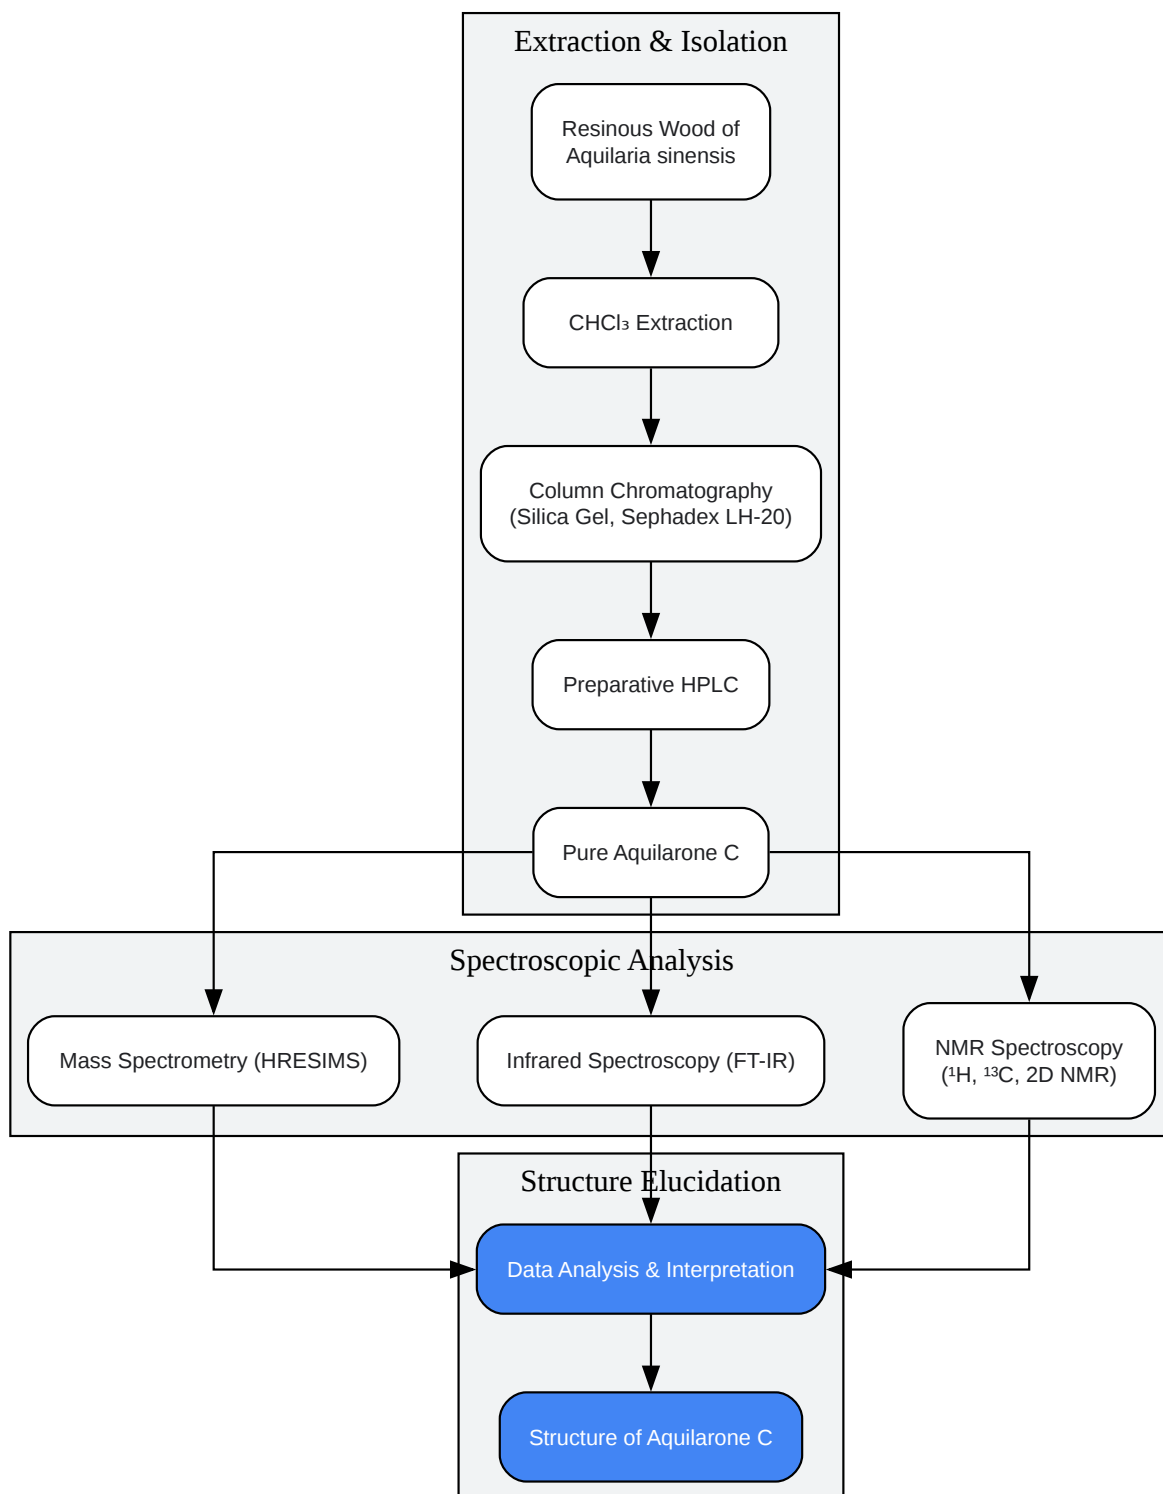 Extraction & Isolation
Resinous Wood of
Aquilaria sinensis
CHCl₃ Extraction
Column Chromatography
(Silica Gel, Sephadex LH-20)
Preparative HPLC
Pure Aquilarone C
Spectroscopic Analysis
Mass Spectrometry (HRESIMS)
Infrared Spectroscopy (FT-IR)
NMR Spectroscopy
(¹H, ¹³C, 2D NMR)
Structure Elucidation
Data Analysis & Interpretation
Structure of Aquilarone C